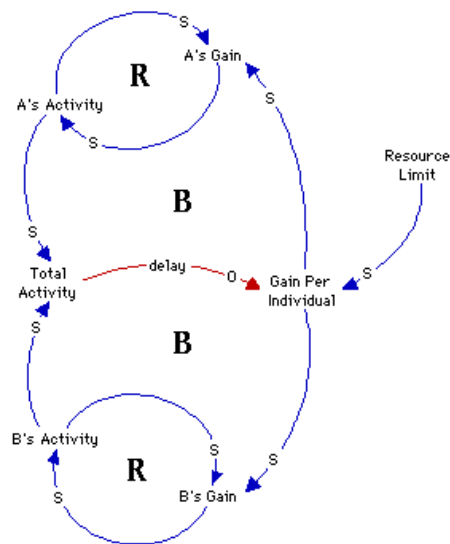 S
A's Gain
R
A's Activity
S
S
Resource
Limit
B
S
S
delay
O
Total
Activity
Gain Per
Individual
S
B
B's Activity
S
S
R
S
B's Gain